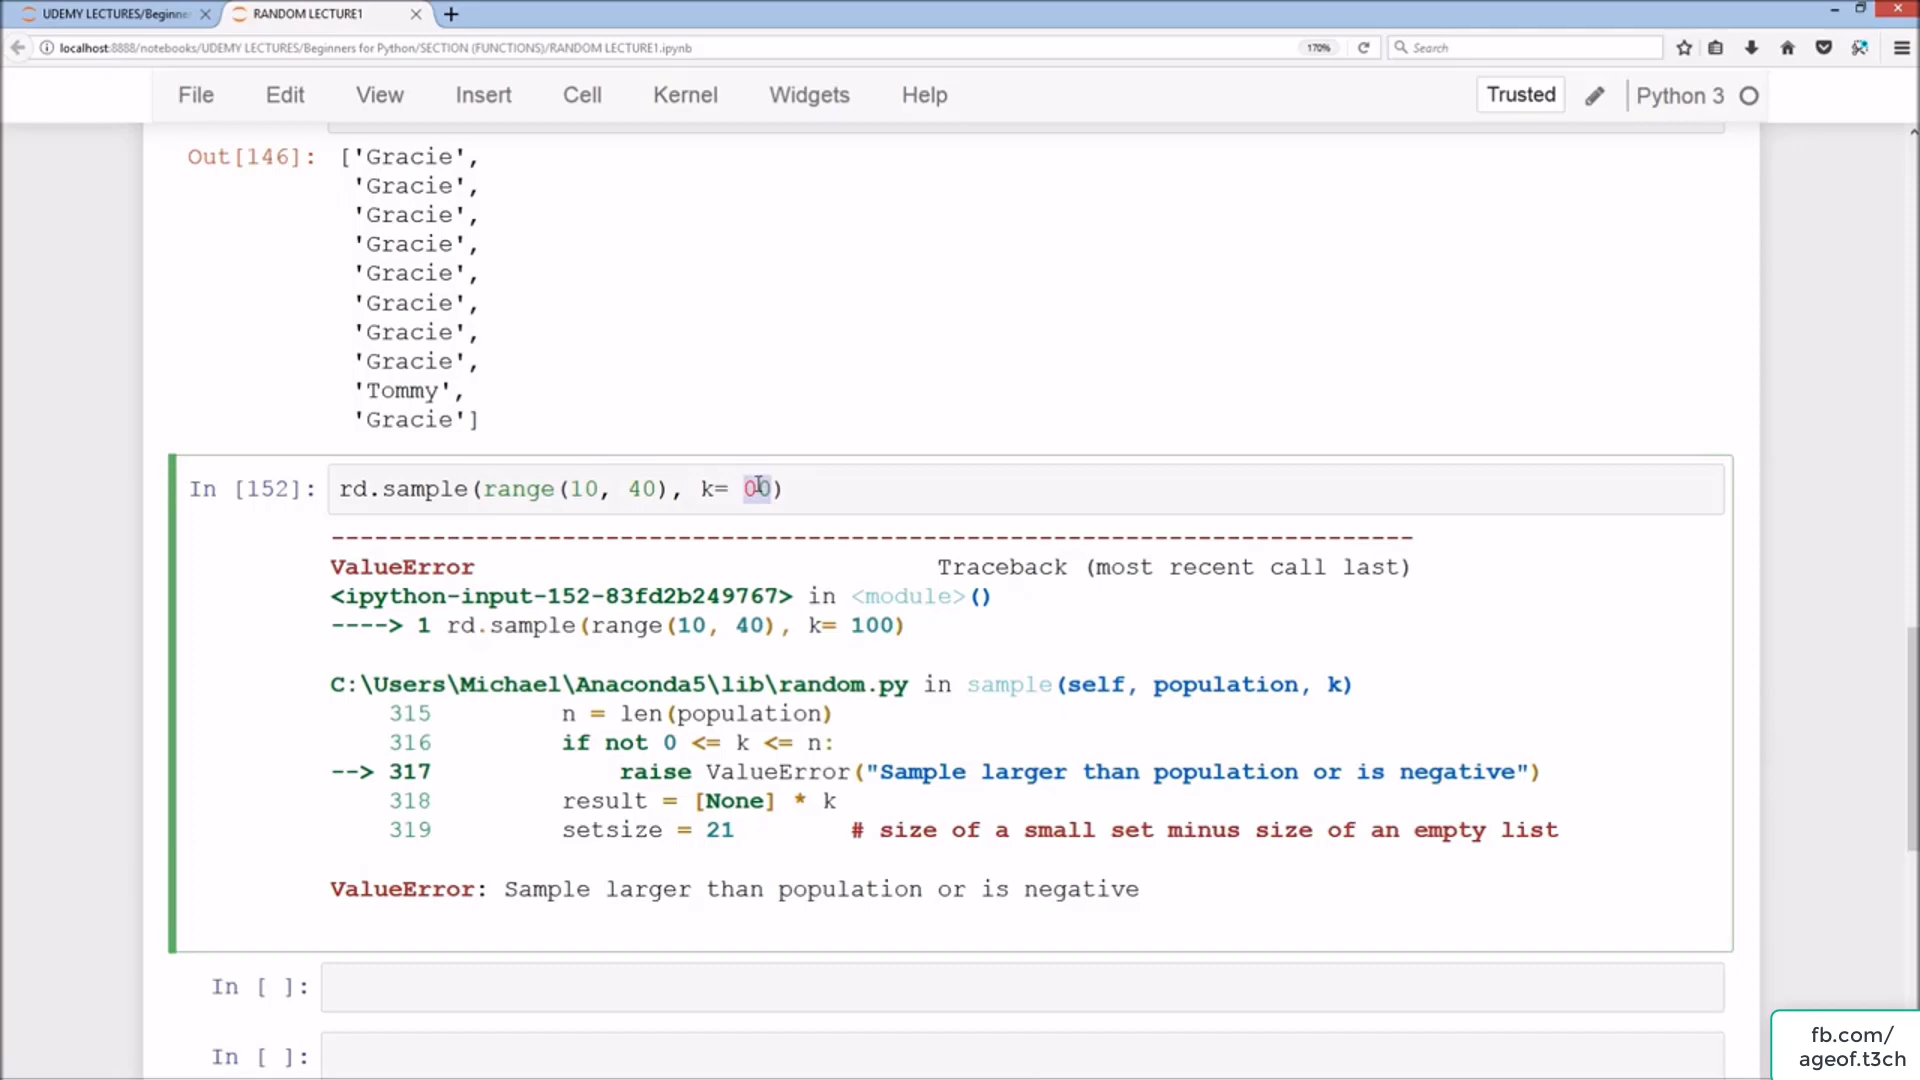 UDEMY LECTURES/Beginne
RANDOM LECTURE1
localhost:8888/notebooks/UDEMY LECTURES/Beginners for Python/SECTION (FUNCTIONS)/RANDOM LECTURE1.ipynb
170%
Search
File Edit View Insert Cell Kernel Widgets Help
Trusted
Python 3
Out[146]: ['Gracie',
'Gracie',
'Gracie',
'Gracie',
'Gracie',
'Gracie',
'Gracie',
'Gracie',
'Tommy',
'Gracie']
In [152]: rd.sample(range(10, 40), k= 00)
---------------------------------------------------------------------------
ValueError Traceback (most recent call last)
<ipython-input-152-83fd2b249767> in <module>()
----> 1 rd.sample(range(10, 40), k= 100)
C:\Users\Michael\Anaconda5\lib\random.py in sample(self, population, k)
315 n = len(population)
316 if not 0 <= k <= n:
--> 317 raise ValueError("Sample larger than population or is negative")
318 result = [None] * k
319 setsize = 21 # size of a small set minus size of an empty list
ValueError: Sample larger than population or is negative
In [ ]:
In [ ]:
fb.com/
ageof.t3ch